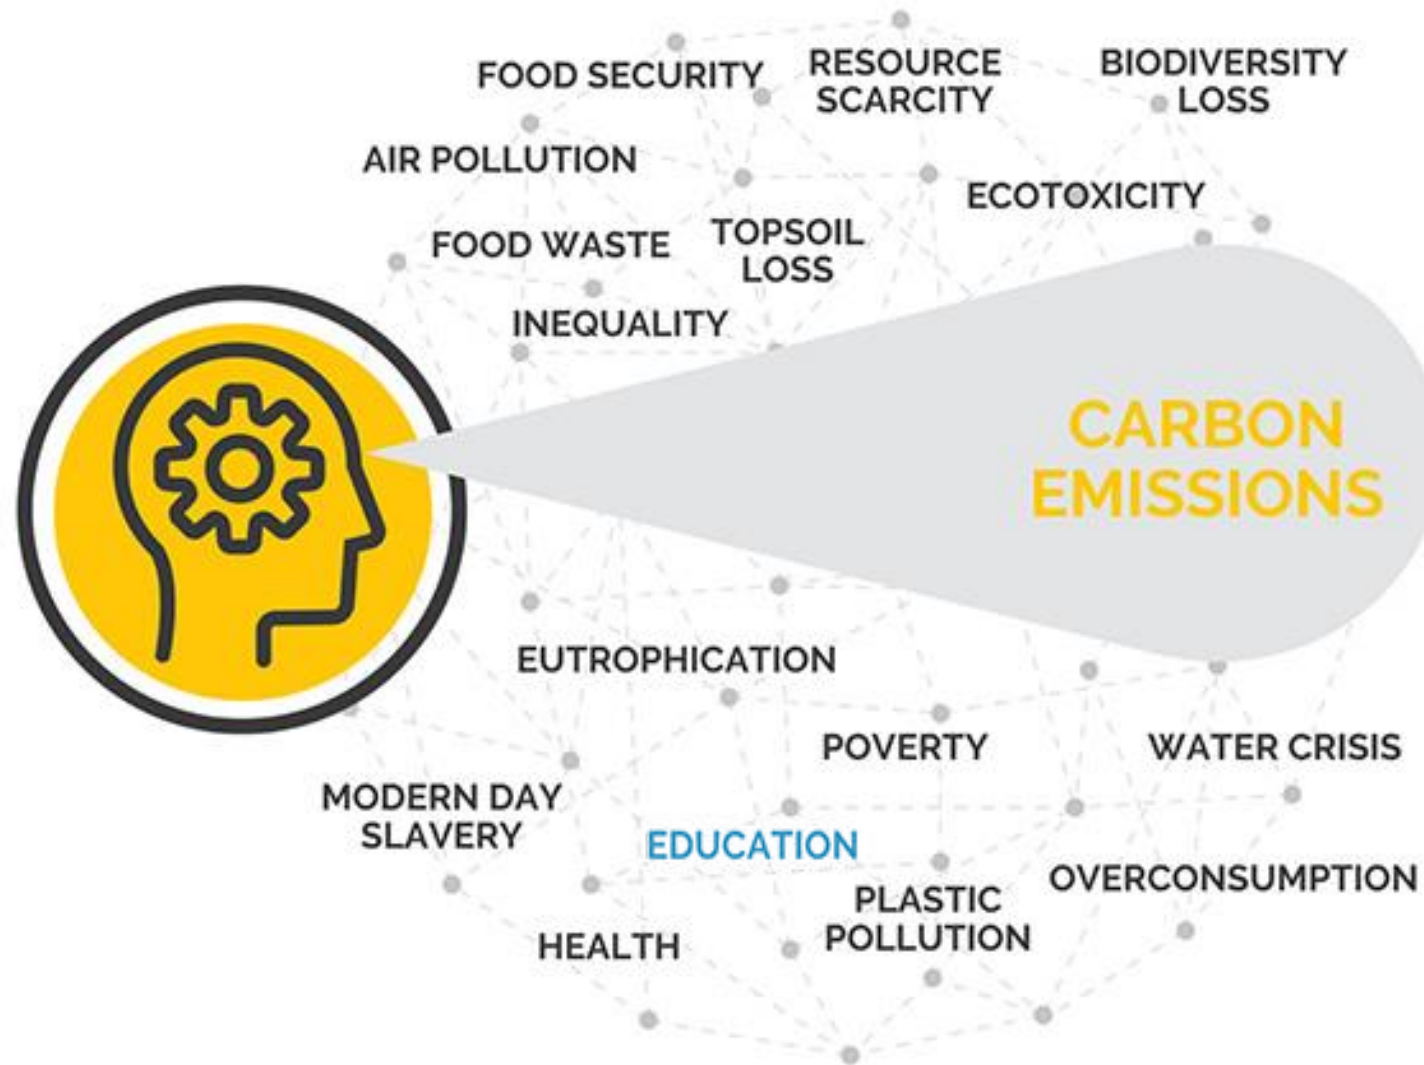 FOOD SECURITY
RESOURCE
SCARCITY
BIODIVERSITY
LOSS
AIR POLLUTION
ECOTOXICITY
FOOD WASTE
TOPSOIL
LOSS
INEQUALITY
CARBON
EMISSIONS
EUTROPHICATION
POVERTY
WATER CRISIS
MODERN DAY
SLAVERY
EDUCATION
OVERCONSUMPTION
PLASTIC
POLLUTION
HEALTH